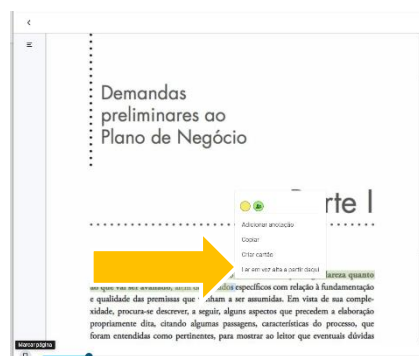 Demandas
preliminares ao
Plano de Negócio
rte I
Adicionar anotação
Copiar
Criar cartão
Ler em voz alta e partir daqui
lareza quanto
ao que vai ser avaliado, específicos com relação à fundamentação
e qualidade das premissas que ham a ser assumidas. Em vista de sua comple-
xidade, procura-se descrever, a seguir, alguns aspectos que precedem a elaboração
propriamente dita, citando algumas passagens, características do processo, que
foram entendidas como pertinentes, para mostrar ao leitor que eventuais dúvidas
Marcar página